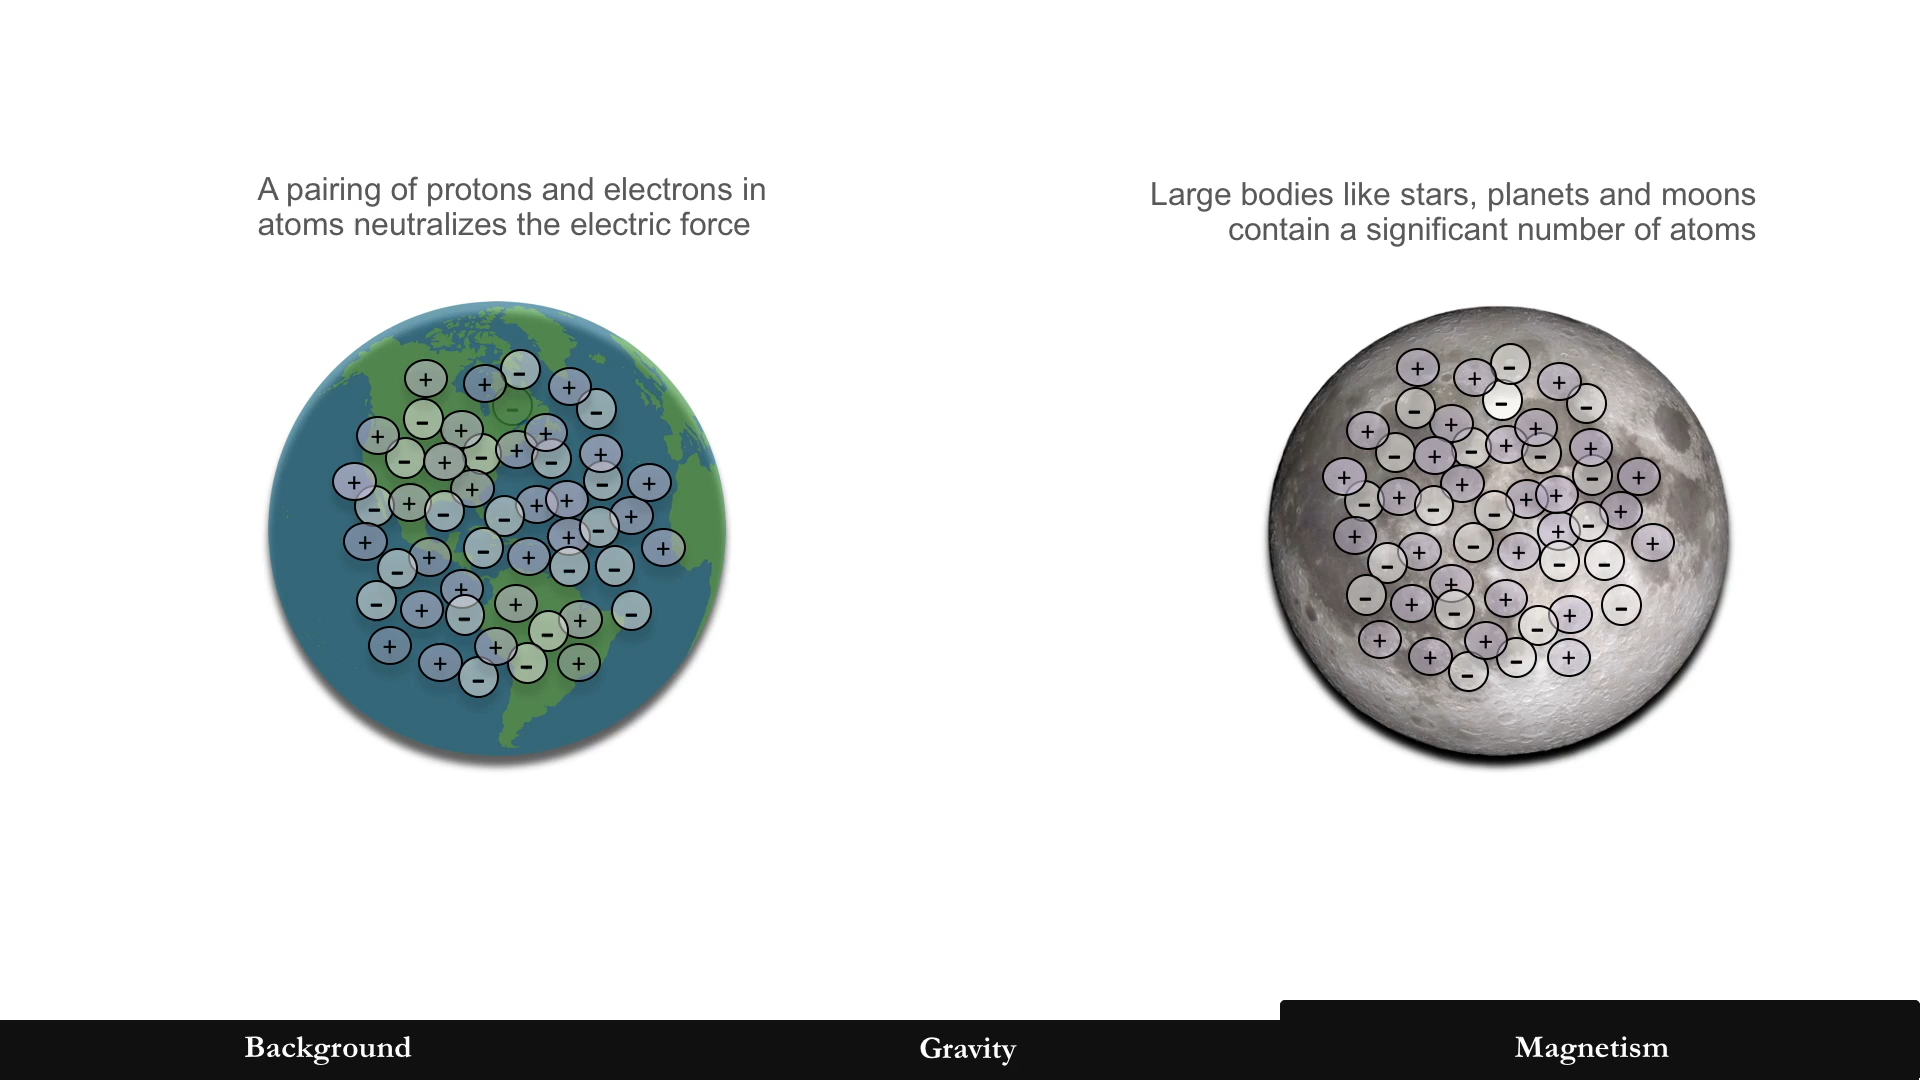 A pairing of protons and electrons in
atoms neutralizes the electric force
Large bodies like stars, planets and moons
contain a significant number of atoms
Background
Gravity
Magnetism